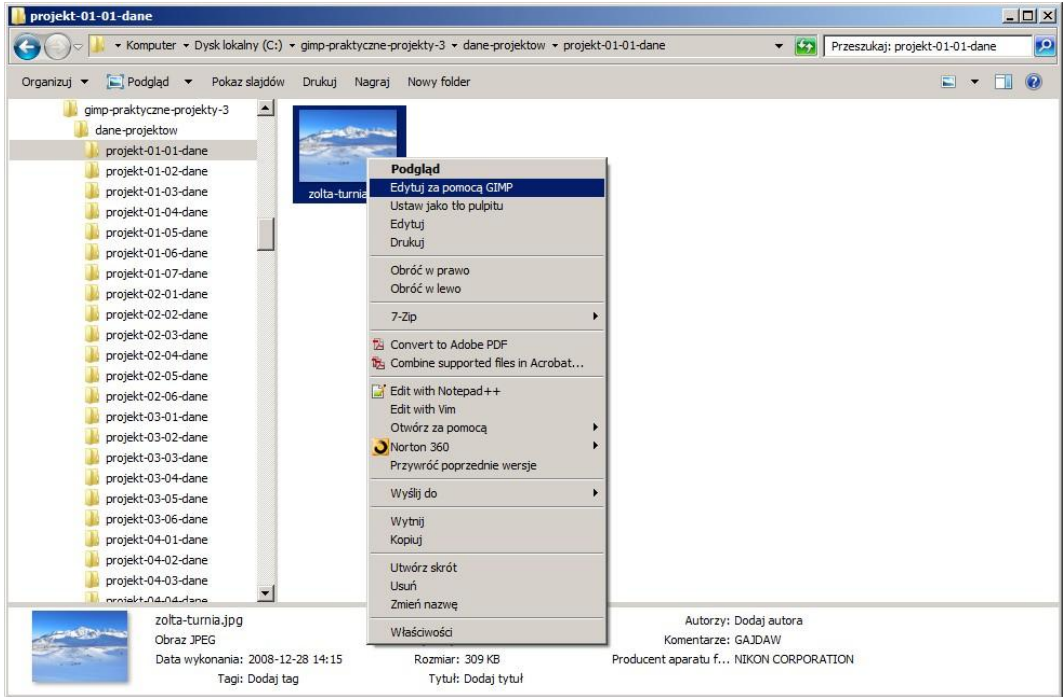 projekt-01-01-dane
Komputer Dysk lokalny (C:) gimp-praktyczne-projekty-3 dane-projektow projekt-01-01-dane Przeszukaj: projekt-01-01-dane
Organizuj Podgląd Pokaz slajdów Drukuj Nagraj Nowy folder
gimp-praktyczne-projekty-3
dane-projektow
projekt-01-01-dane
projekt-01-02-dane
projekt-01-03-dane
projekt-01-04-dane
projekt-01-05-dane
projekt-01-06-dane
projekt-01-07-dane
projekt-02-01-dane
projekt-02-02-dane
projekt-02-03-dane
projekt-02-04-dane
projekt-02-05-dane
projekt-02-06-dane
projekt-03-01-dane
projekt-03-02-dane
projekt-03-03-dane
projekt-03-04-dane
projekt-03-05-dane
projekt-03-06-dane
projekt-04-01-dane
projekt-04-02-dane
projekt-04-03-dane
projekt-04-04-dane
zolta-turnia
Podgląd
Edytuj za pomocą GIMP
Ustaw jako tło pulpitu
Edytuj
Drukuj
Obróć w prawo
Obróć w lewo
7-Zip
Convert to Adobe PDF
Combine supported files in Acrobat...
Edit with Notepad++
Edit with Vim
Otwórz za pomocą
Norton 360
Przywróć poprzednie wersje
Wyślij do
Wytnij
Kopiuj
Utwórz skrót
Usuń
Zmień nazwę
Właściwości
zolta-turnia.jpg Autorzy: Dodaj autora
Obraz JPEG Komentarze: GAJDAW
Data wykonania: 2008-12-28 14:15 Rozmiar: 309 KB Producent aparatu f... NIKON CORPORATION
Tagi: Dodaj tag Tytuł: Dodaj tytuł